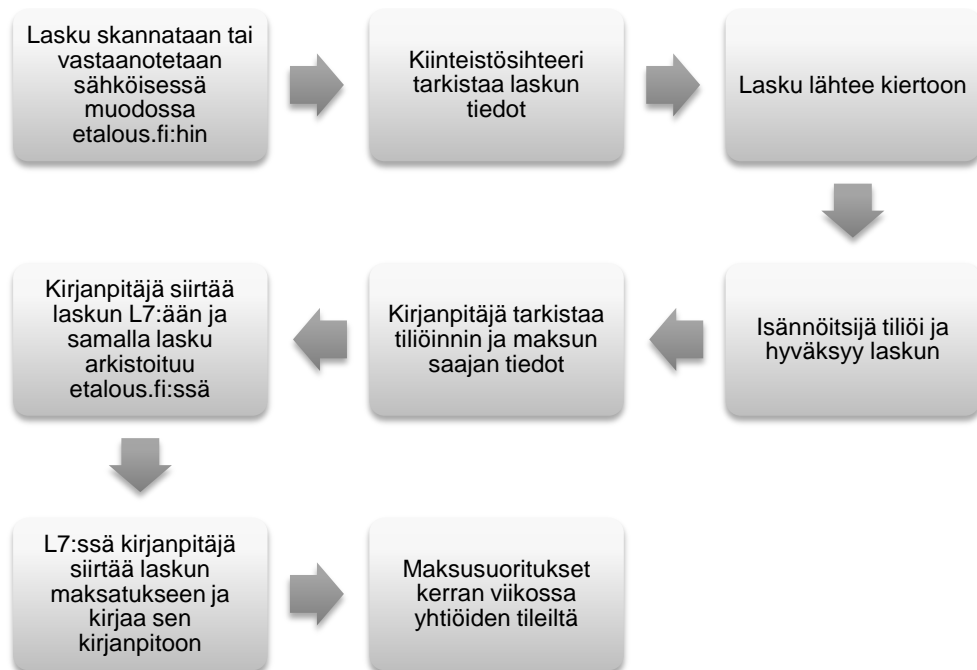 Lasku skannataan tai
vastaanotetaan
sähköisessä
muodossa
etalous.fi:hin
Kiinteistösihteeri
tarkistaa laskun
tiedot
Lasku lähtee kiertoon
Isännöitsijä tiliöi ja
hyväksyy laskun
Kirjanpitäjä tarkistaa
tiliöinnin ja maksun
saajan tiedot
Kirjanpitäjä siirtää
laskun L7:ään ja
samalla lasku
arkistoituu
etalous.fi:ssä
L7:ssä kirjanpitäjä
siirtää laskun
maksatukseen ja
kirjaa sen
kirjanpitoon
Maksusuoritukset
kerran viikossa
yhtiöiden tileiltä